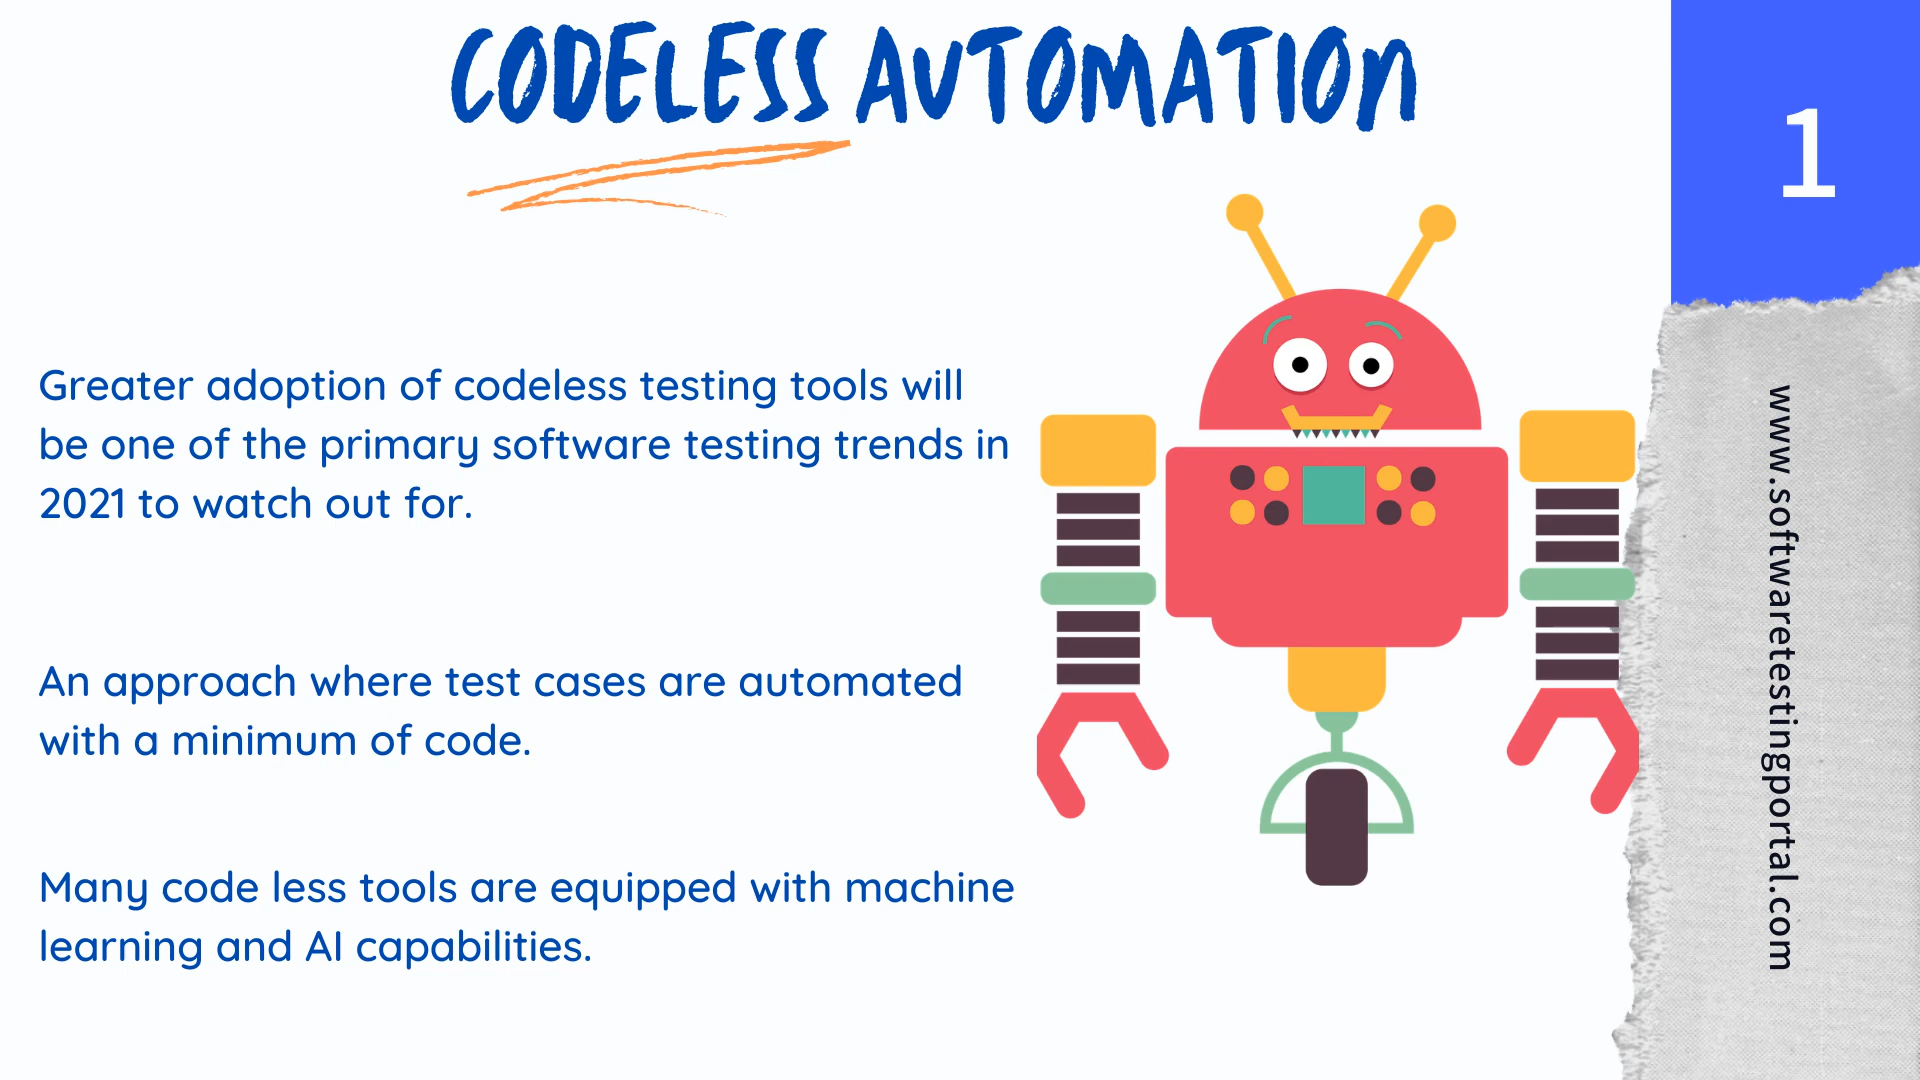 CODELESS AUTOMATION
1
Greater adoption of codeless testing tools will
be one of the primary software testing trends in
2021 to watch out for.
An approach where test cases are automated
with a minimum of code.
Many code less tools are equipped with machine
learning and AI capabilities.
www.softwaretestingportal.com